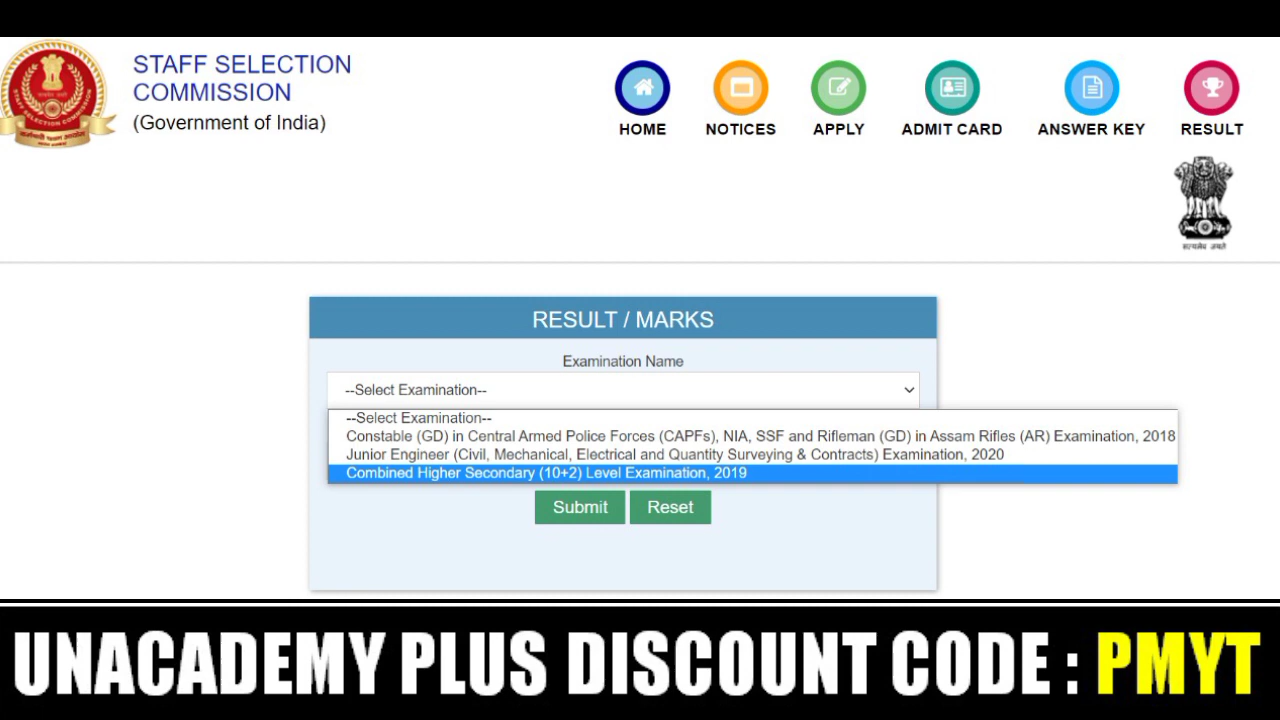 STAFF SELECTION
COMMISSION
(Government of India)
HOME
NOTICES
APPLY
ADMIT CARD
ANSWER KEY
RESULT
सत्यमेव जयते
RESULT / MARKS
Examination Name
--Select Examination--
--Select Examination--
Constable (GD) in Central Armed Police Forces (CAPFs), NIA, SSF and Rifleman (GD) in Assam Rifles (AR) Examination, 2018
Junior Engineer (Civil, Mechanical, Electrical and Quantity Surveying & Contracts) Examination, 2020
Combined Higher Secondary (10+2) Level Examination, 2019
Submit
Reset
UNACADEMY PLUS DISCOUNT CODE : PMYT